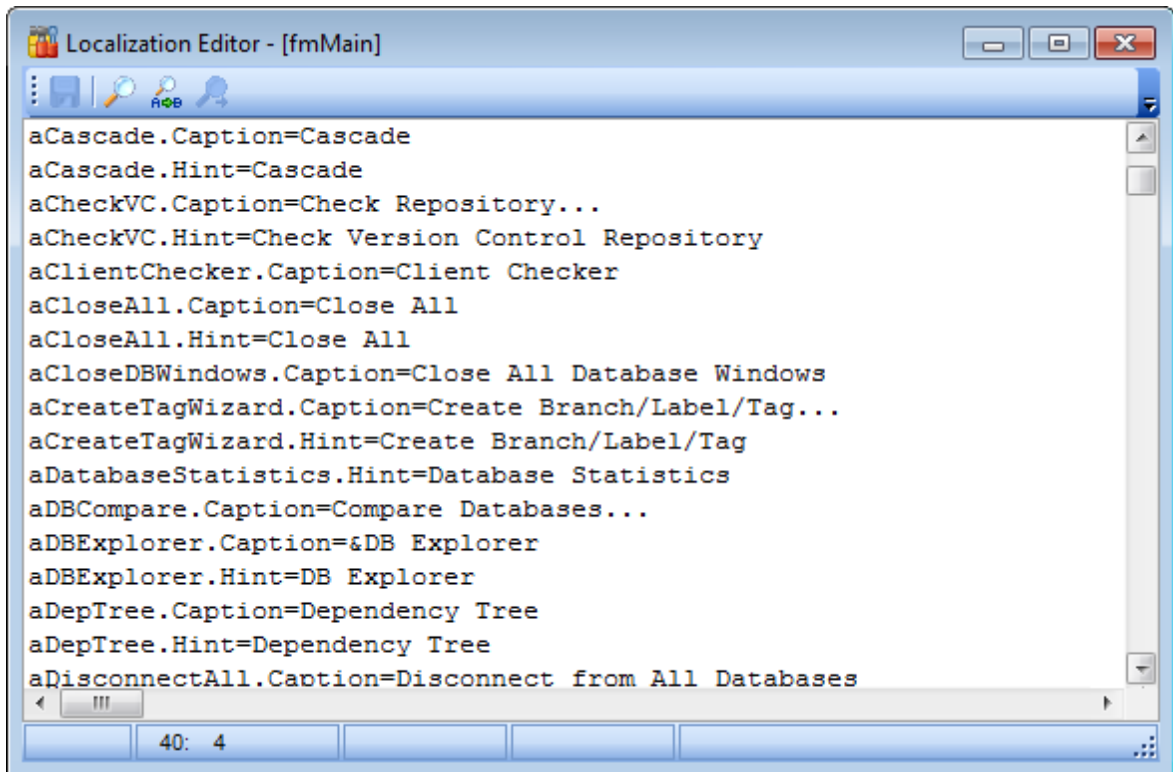 Localization Editor - [fmMain]
A B
aCascade.Caption=Cascade
aCascade.Hint=Cascade
aCheckVC.Caption=Check Repository...
aCheckVC.Hint=Check Version Control Repository
aClientChecker.Caption=Client Checker
aCloseAll.Caption=Close All
aCloseAll.Hint=Close All
aCloseDBWindows.Caption=Close All Database Windows
aCreateTagWizard.Caption=Create Branch/Label/Tag...
aCreateTagWizard.Hint=Create Branch/Label/Tag
aDatabaseStatistics.Hint=Database Statistics
aDBCompare.Caption=Compare Databases...
aDBExplorer.Caption=&DB Explorer
aDBExplorer.Hint=DB Explorer
aDepTree.Caption=Dependency Tree
aDepTree.Hint=Dependency Tree
aDisconnectAll.Caption=Disconnect from All Databases
40: 4